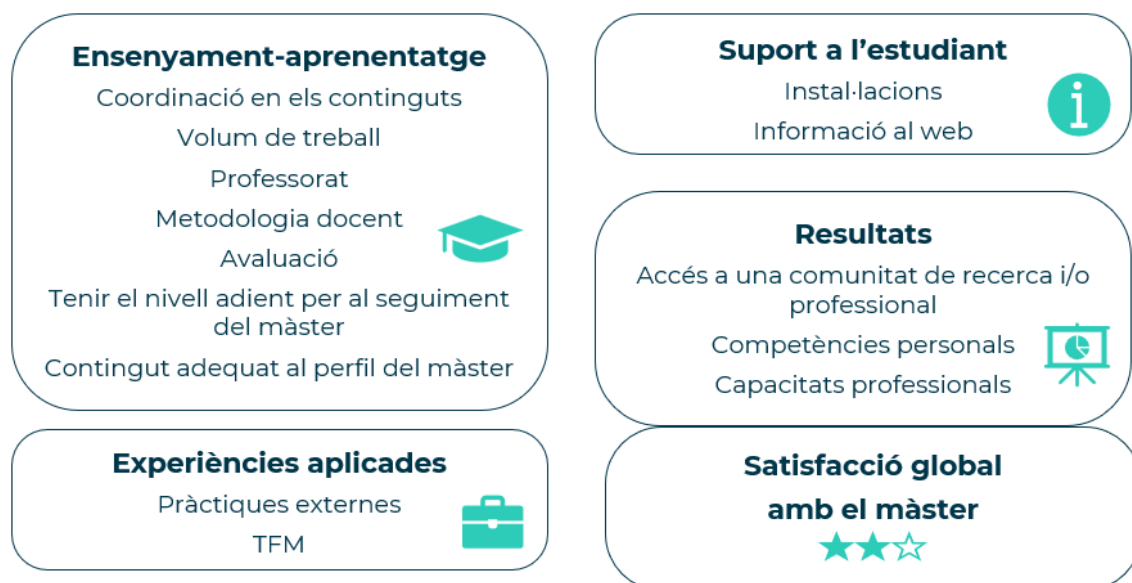 Ensenyament-aprenentatge
Coordinació en els continguts
Volum de treball
Professorat
Metodologia docent
Avaluació
Tenir el nivell adient per al seguiment
del màster
Contingut adequat al perfil del màster
Experiències aplicades
Pràctiques externes
TFM
Suport a l’estudiant
Instal·lacions
Informació al web
Resultats
Accés a una comunitat de recerca i/o
professional
Competències personals
Capacitats professionals
Satisfacció global
amb el màster